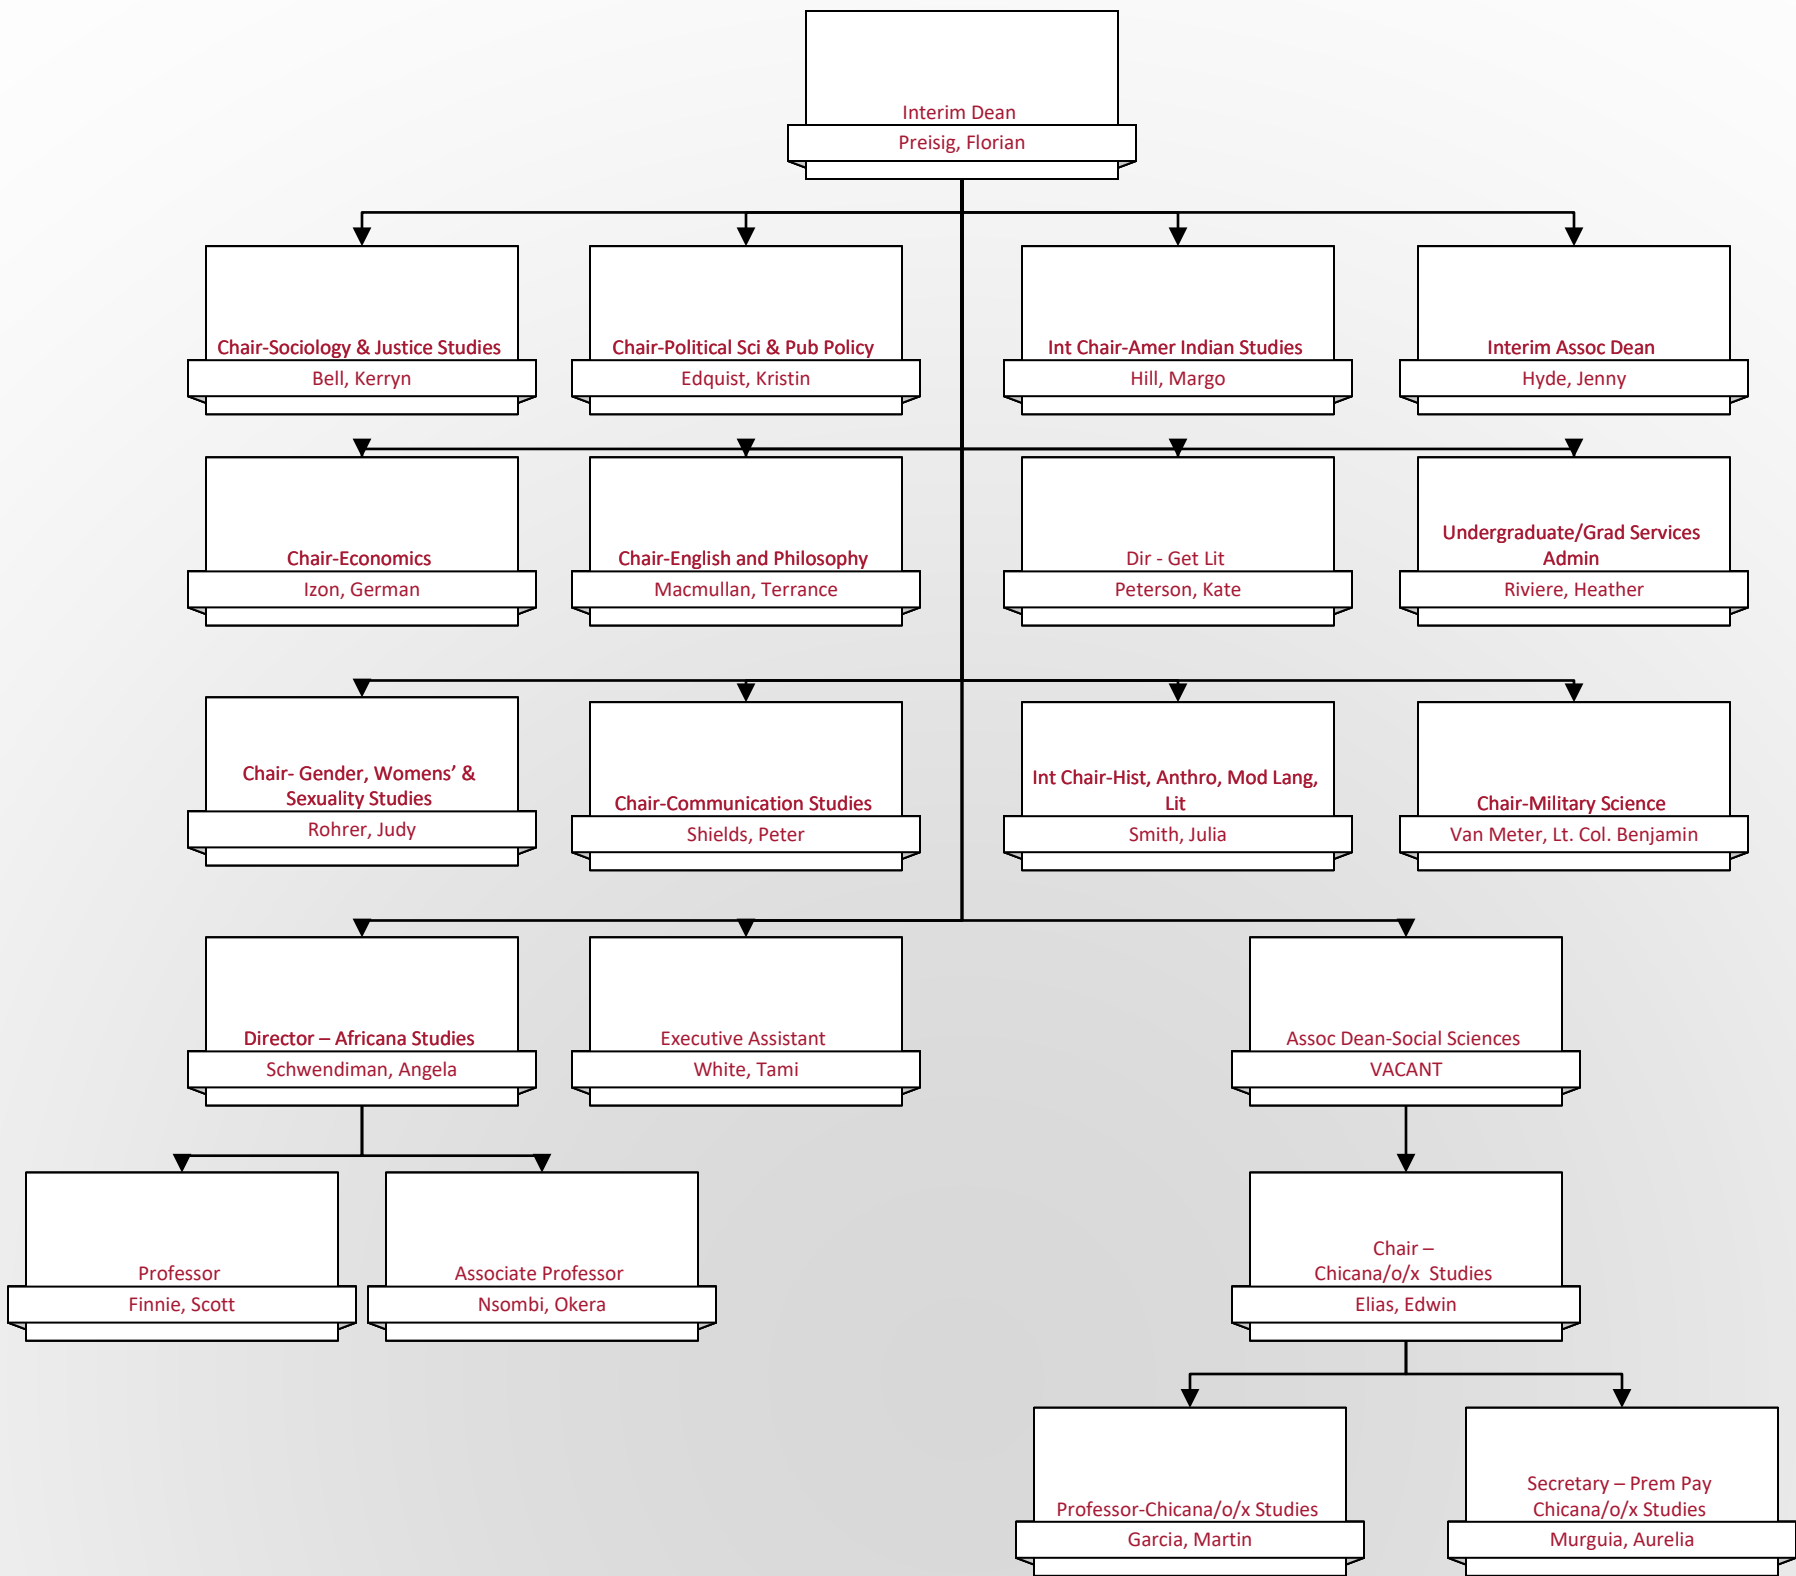 Interim Dean
Preisig, Florian
Chair-Sociology & Justice Studies
Bell, Kerryn
Chair-Political Sci & Pub Policy
Edquist, Kristin
Int Chair-Amer Indian Studies
Hill, Margo
Interim Assoc Dean
Hyde, Jenny
Chair-Economics
Izon, German
Chair-English and Philosophy
Macmullan, Terrance
Dir - Get Lit
Peterson, Kate
Undergraduate/Grad Services
Admin
Riviere, Heather
Chair- Gender, Womens’ &
Sexuality Studies
Rohrer, Judy
Chair-Communication Studies
Shields, Peter
Int Chair-Hist, Anthro, Mod Lang,
Lit
Smith, Julia
Chair-Military Science
Van Meter, Lt. Col. Benjamin
Director – Africana Studies
Schwendiman, Angela
Executive Assistant
White, Tami
Assoc Dean-Social Sciences
VACANT
Professor
Finnie, Scott
Associate Professor
Nsombi, Okera
Chair –
Chicana/o/x  Studies
Elias, Edwin
Professor-Chicana/o/x Studies
Garcia, Martin
Secretary – Prem Pay
Chicana/o/x Studies
Murguia, Aurelia